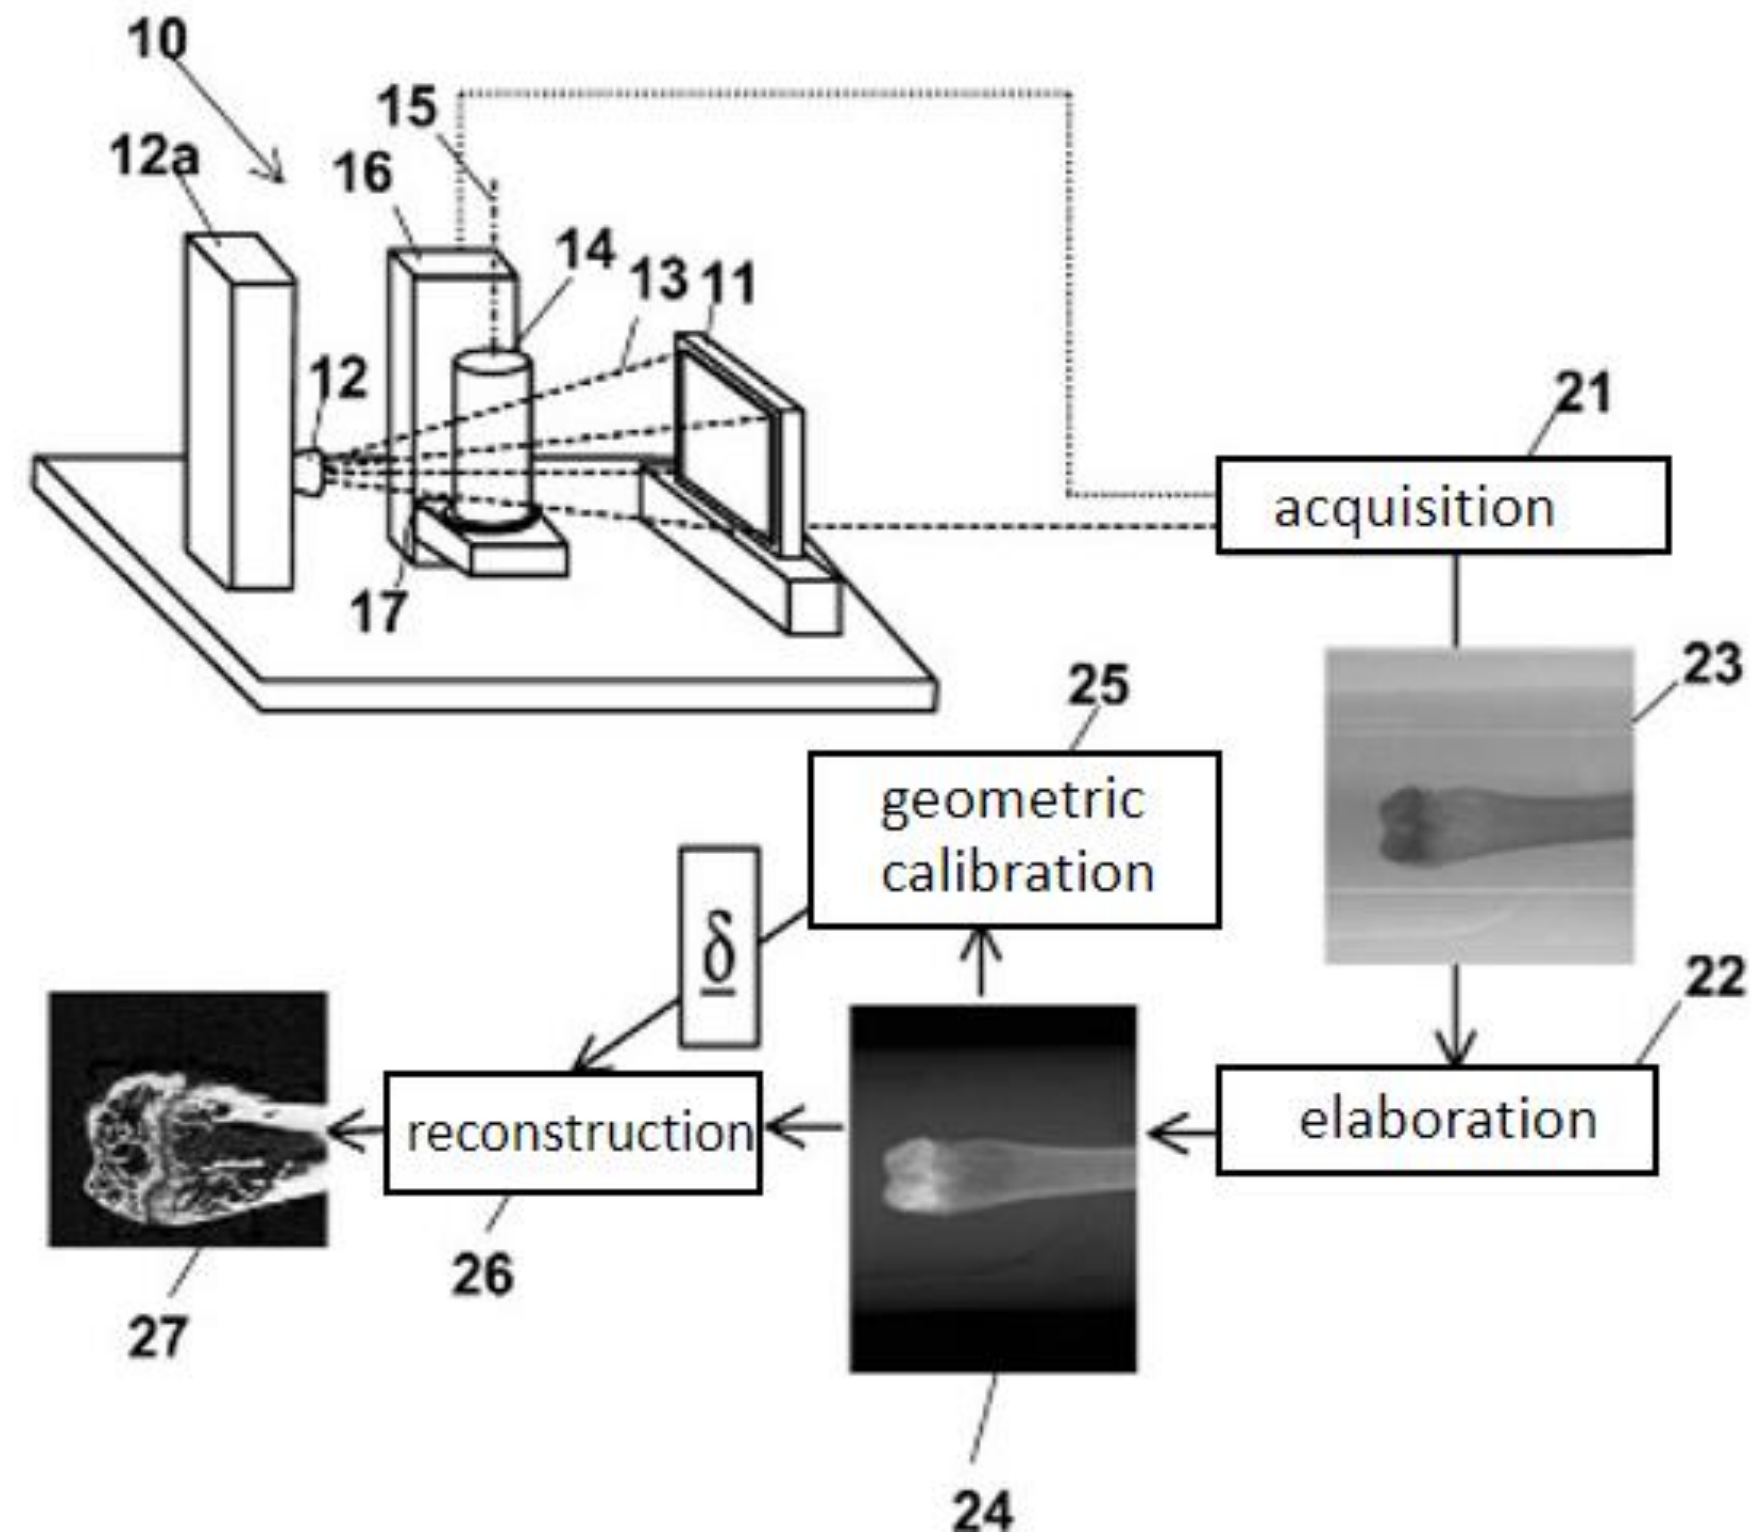 10
15
12a
16
14
13
11
12
21
acquisition
17
23
25
geometric
calibration
δ
22
elaboration
reconstruction
26
27
24